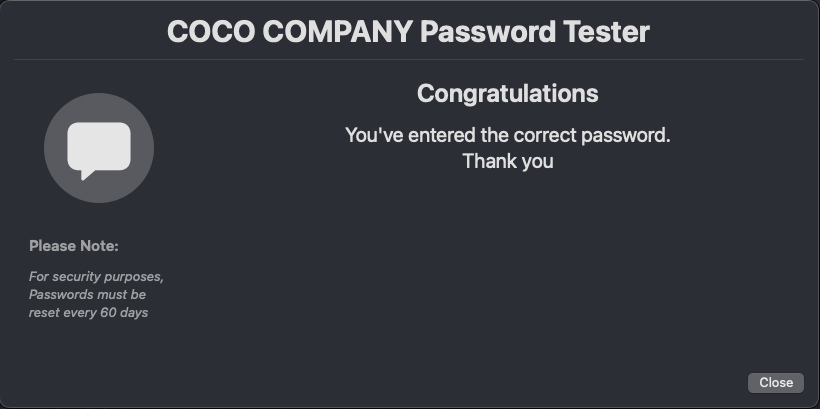 COCO COMPANY Password Tester
Congratulations
You've entered the correct password.
Thank you
Please Note:
For security purposes,
Passwords must be
reset every 60 days
Close